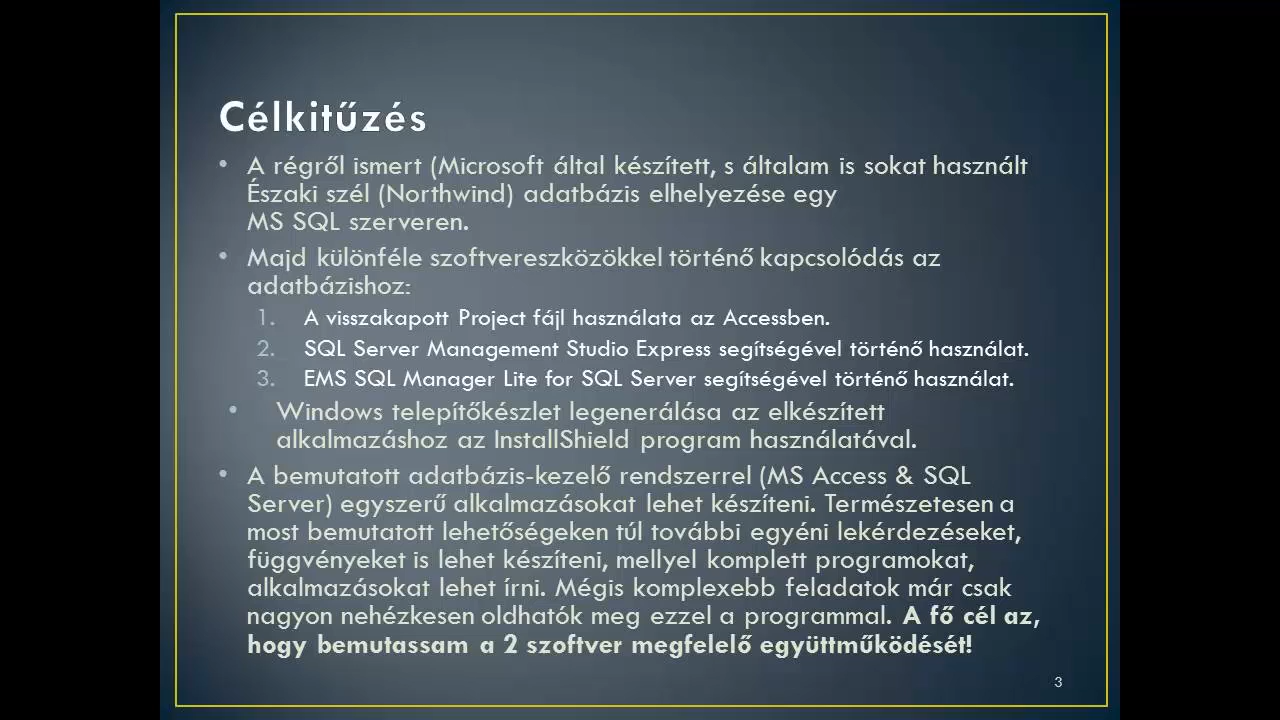 Célkitűzés
• A régről ismert (Microsoft által készített, s általam is sokat használt
Északi szél (Northwind) adatbázis elhelyezése egy
MS SQL szerveren.
• Majd különféle szoftvereszközökkel történő kapcsolódás az
adatbázishoz:
1. A visszakapott Project fájl használata az Accessben.
2. SQL Server Management Studio Express segítségével történő használat.
3. EMS SQL Manager Lite for SQL Server segítségével történő használat.
• Windows telepítőkészlet legenerálása az elkészített
alkalmazáshoz az InstallShield program használatával.
• A bemutatott adatbázis-kezelő rendszerrel (MS Access & SQL
Server) egyszerű alkalmazásokat lehet készíteni. Természetesen a
most bemutatott lehetőségeken túl további egyéni lekérdezéseket,
függvényeket is lehet készíteni, mellyel komplett programokat,
alkalmazásokat lehet írni. Mégis komplexebb feladatok már csak
nagyon nehézkesen oldhatók meg ezzel a programmal. A fő cél az,
hogy bemutassam a 2 szoftver megfelelő együttműködését!
3